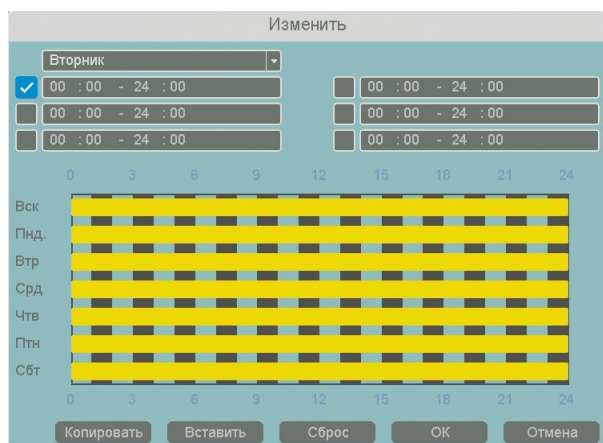 Изменить
Вторник
00 : 00 - 24 : 00 00 : 00 - 24 : 00
00 : 00 - 24 : 00 00 : 00 - 24 : 00
00 : 00 - 24 : 00 00 : 00 - 24 : 00
0 3 6 9 12 15 18 21 24
Вск
Пнд.
Втр
Срд
Чтв
Птн
Сбт
0 3 6 9 12 15 18 21 24
Копировать Вставить Сброс OK Отмена